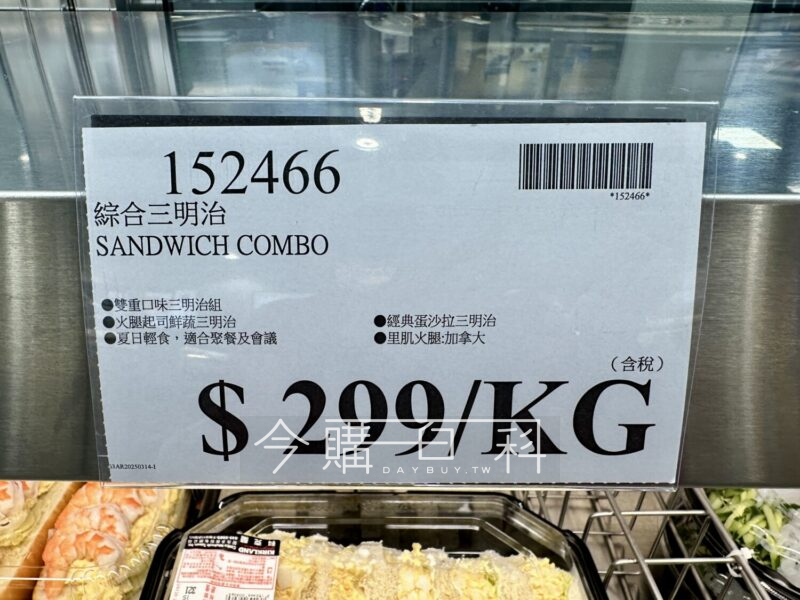 152466
*152466*
綜合三明治
SANDWICH COMBO
●雙重口味三明治組
●火腿起司鮮蔬三明治
●經典蛋沙拉三明治
●夏日輕食，適合聚餐及會議
●里肌火腿:加拿大
（含稅）
$ 299/KG
今購百科
DAYBUY.TW
KIRKLAND